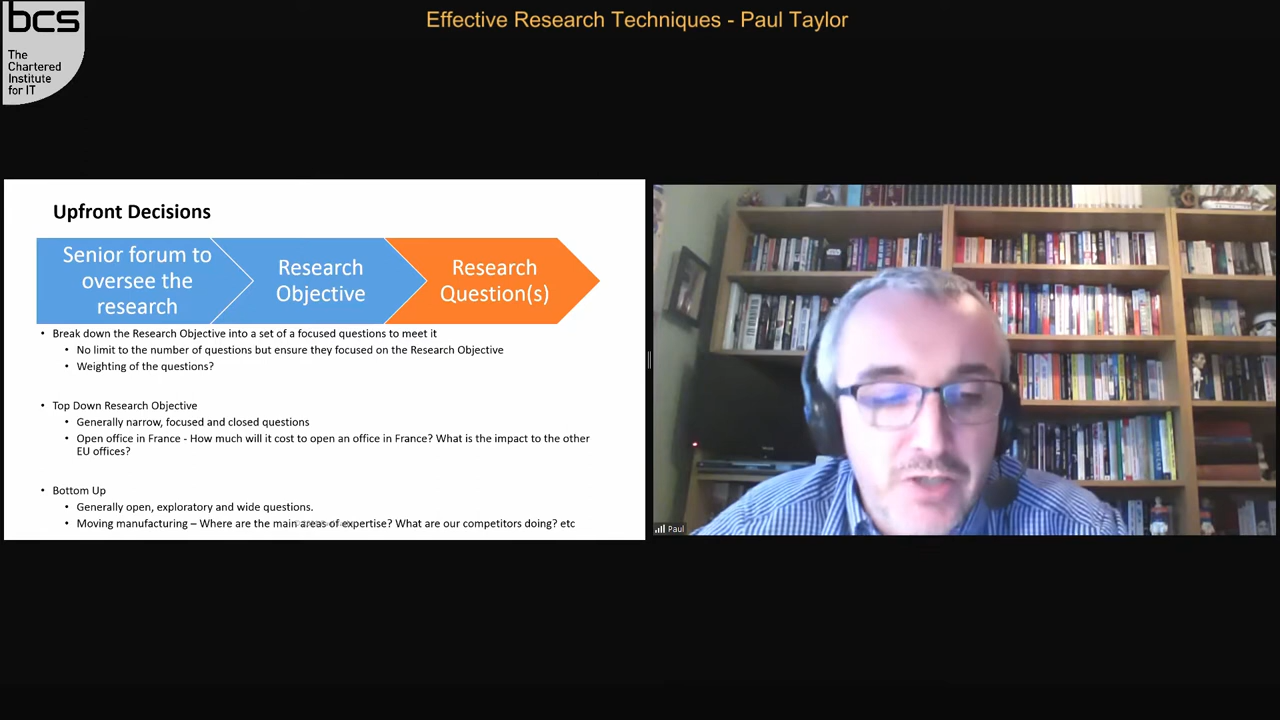 Effective Research Techniques - Paul Taylor
bcs
The
Chartered
Institute
for IT
Upfront Decisions
Senior forum to
oversee the
research
Research
Objective
Research
Question(s)
• Break down the Research Objective into a set of a focused questions to meet it
• No limit to the number of questions but ensure they focused on the Research Objective
• Weighting of the questions?
• Top Down Research Objective
• Generally narrow, focused and closed questions
• Open office in France - How much will it cost to open an office in France? What is the impact to the other
EU offices?
• Bottom Up
• Generally open, exploratory and wide questions.
• Moving manufacturing – Where are the main areas of expertise? What are our competitors doing? etc
Paul